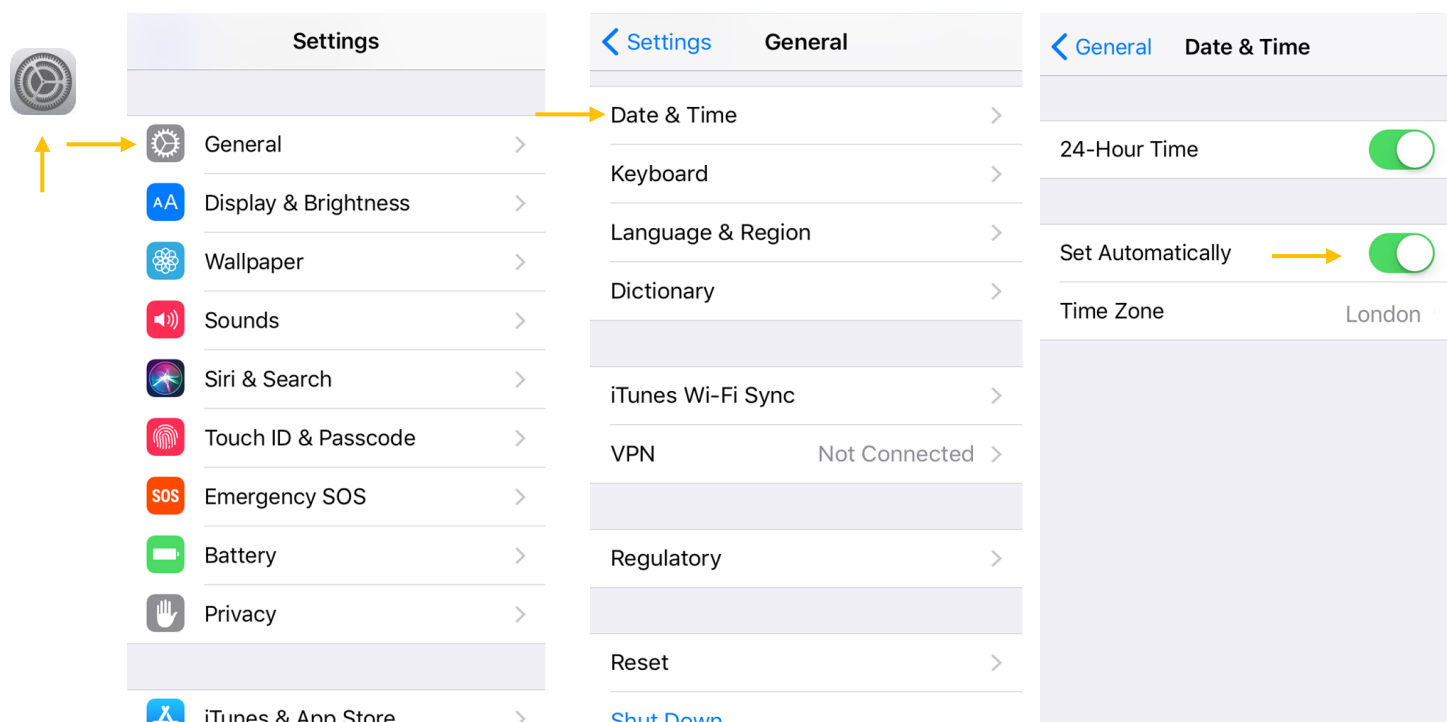 Settings
General
AA
Display & Brightness
Wallpaper
Sounds
Siri & Search
Touch ID & Passcode
SOS
Emergency SOS
Battery
Privacy
iTunes & App Store
Settings
General
Date & Time
Keyboard
Language & Region
Dictionary
iTunes Wi-Fi Sync
VPN Not Connected
Regulatory
Reset
Shut Down
General
Date & Time
24-Hour Time
Set Automatically
Time Zone London